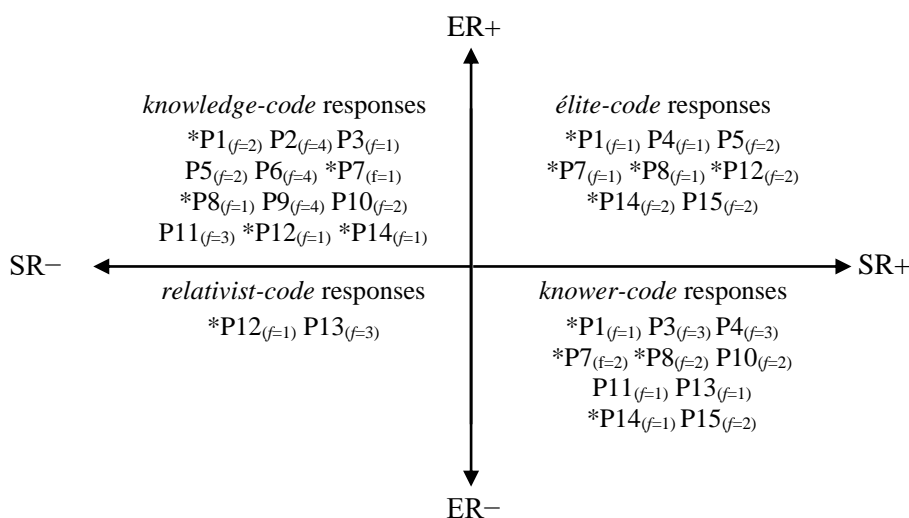 ER+
knowledge-code responses
*P1(f=2) P2(f=4) P3(f=1)
P5(f=2) P6(f=4) *P7(f=1)
*P8(f=1) P9(f=4) P10(f=2)
P11(f=3) *P12(f=1) *P14(f=1)
élite-code responses
*P1(f=1) P4(f=1) P5(f=2)
*P7(f=1) *P8(f=1) *P12(f=2)
*P14(f=2) P15(f=2)
SR−
SR+
relativist-code responses
*P12(f=1) P13(f=3)
knower-code responses
*P1(f=1) P3(f=3) P4(f=3)
*P7(f=2) *P8(f=2) P10(f=2)
P11(f=1) P13(f=1)
*P14(f=1) P15(f=2)
ER−